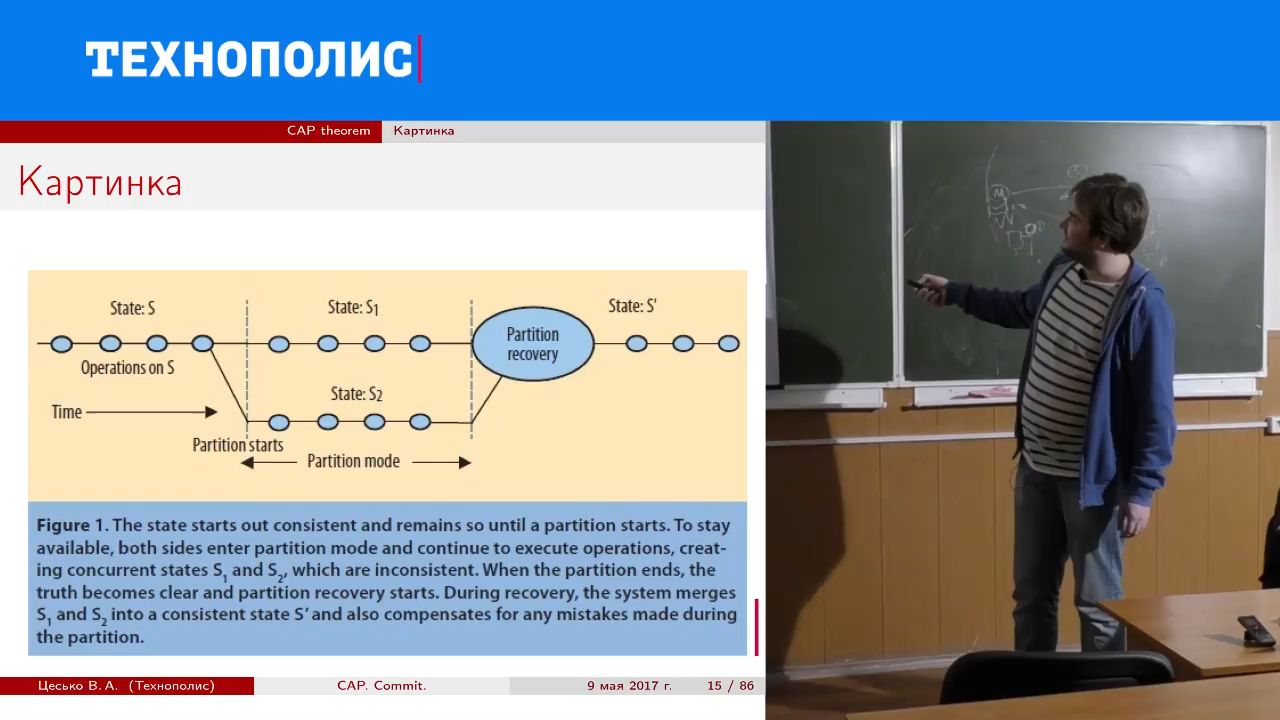 ТЕХНОПОЛИС
CAP theorem Картинка
Картинка
State: S State: S1 State: S'
Partition
recovery
Operations on S
State: S2
Time
Partition starts
Partition mode
Figure 1. The state starts out consistent and remains so until a partition starts. To stay
available, both sides enter partition mode and continue to execute operations, creat-
ing concurrent states S1 and S2, which are inconsistent. When the partition ends, the
truth becomes clear and partition recovery starts. During recovery, the system merges
S1 and S2 into a consistent state S' and also compensates for any mistakes made during
the partition.
Цесько В. А. (Технополис) CAP. Commit. 9 мая 2017 г. 15 / 86